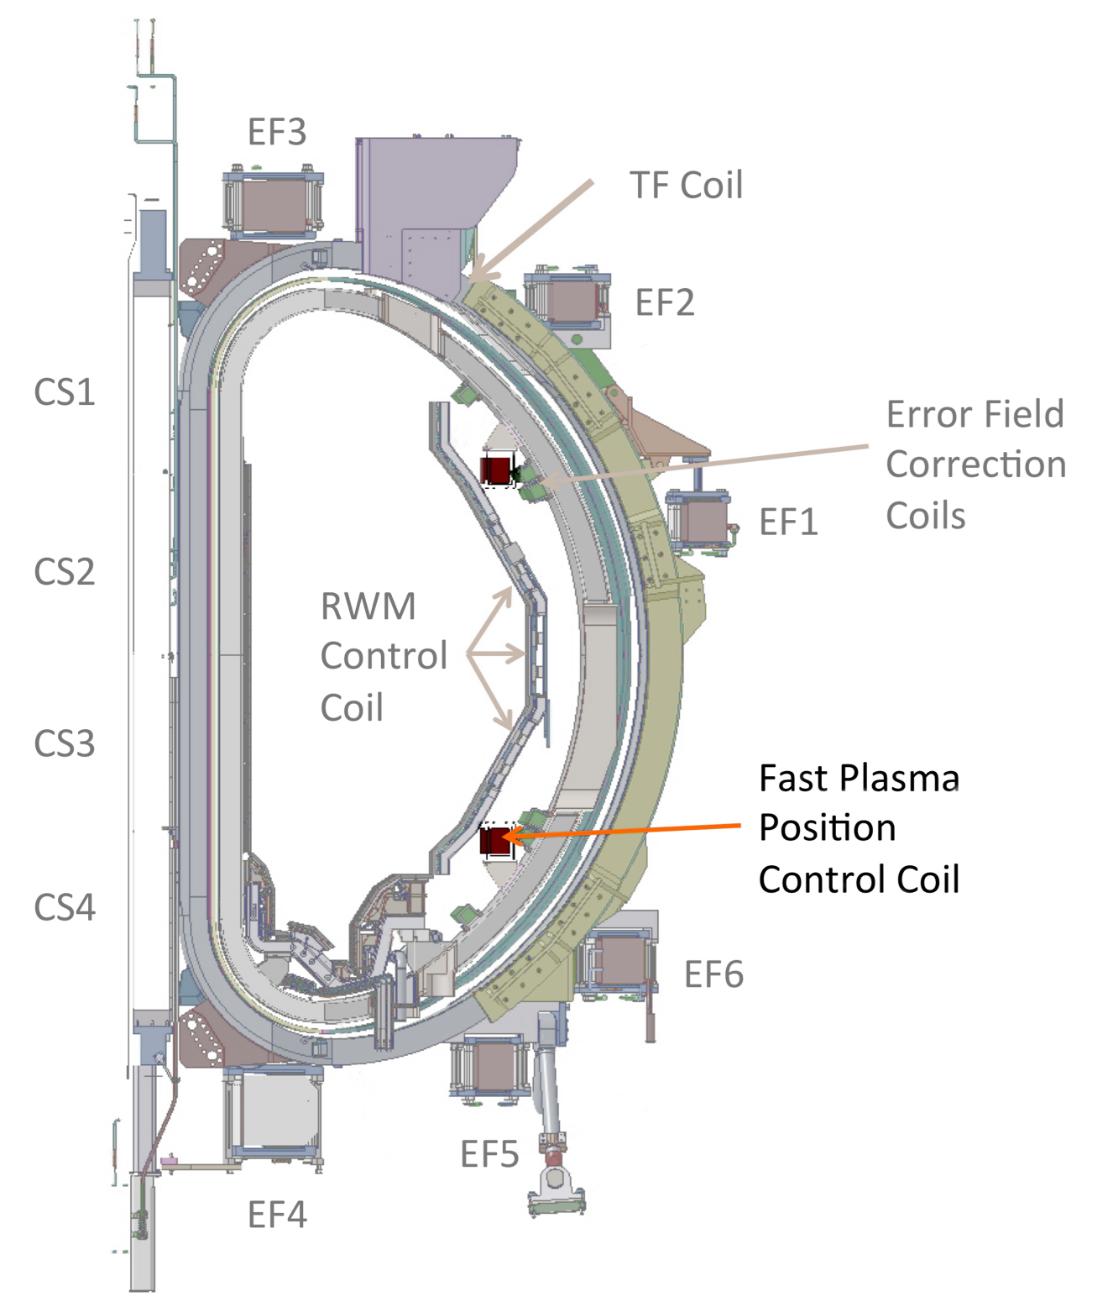 EF3
TF Coil
EF2
CS1
Error Field
Correction
Coils
EF1
CS2
RWM
Control
Coil
CS3
Fast Plasma
Position
Control Coil
CS4
EF6
EF5
EF4